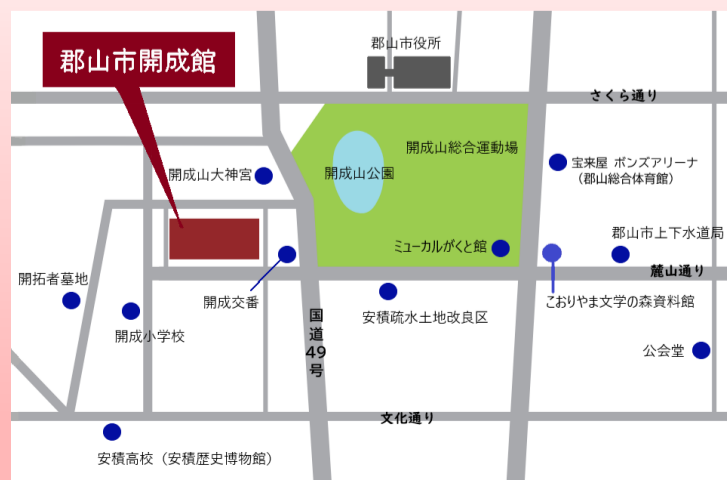 郡山市役所
郡山市開成館
さくら通り
開成山総合運動場
宝来屋 ボンズアリーナ
(郡山総合体育館)
開成山大神宮
開成山公園
郡山市上下水道局
ミューカルがくと館
麓山通り
開拓者墓地
開成交番
こおりやま文学の森資料館
国道49号
安積疏水土地改良区
開成小学校
公会堂
文化通り
安積高校(安積歴史博物館)